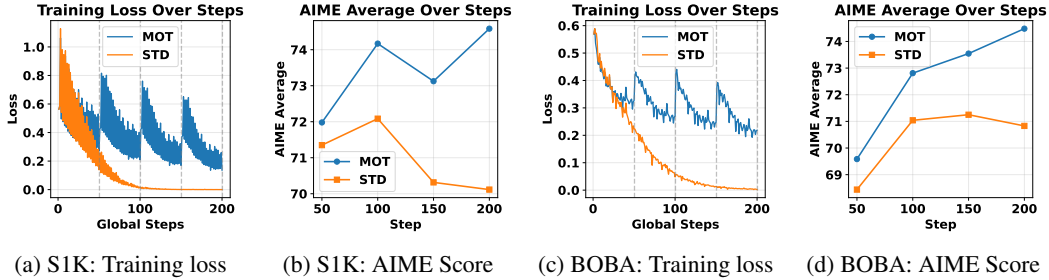 Training Loss Over Steps
MOT
STD
Loss
1.0
0.8
0.6
0.4
0.2
0.0
0
100
200
Global Steps
(a) S1K: Training loss
AIME Average Over Steps
MOT
STD
AIME Average
74
73
72
71
70
50
100
150
200
Step
(b) S1K: AIME Score
Training Loss Over Steps
MOT
STD
Loss
0.6
0.5
0.4
0.3
0.2
0.1
0.0
0
100
200
Global Steps
(c) BOBA: Training loss
AIME Average Over Steps
MOT
STD
AIME Average
74
73
72
71
70
69
50
100
150
200
Step
(d) BOBA: AIME Score